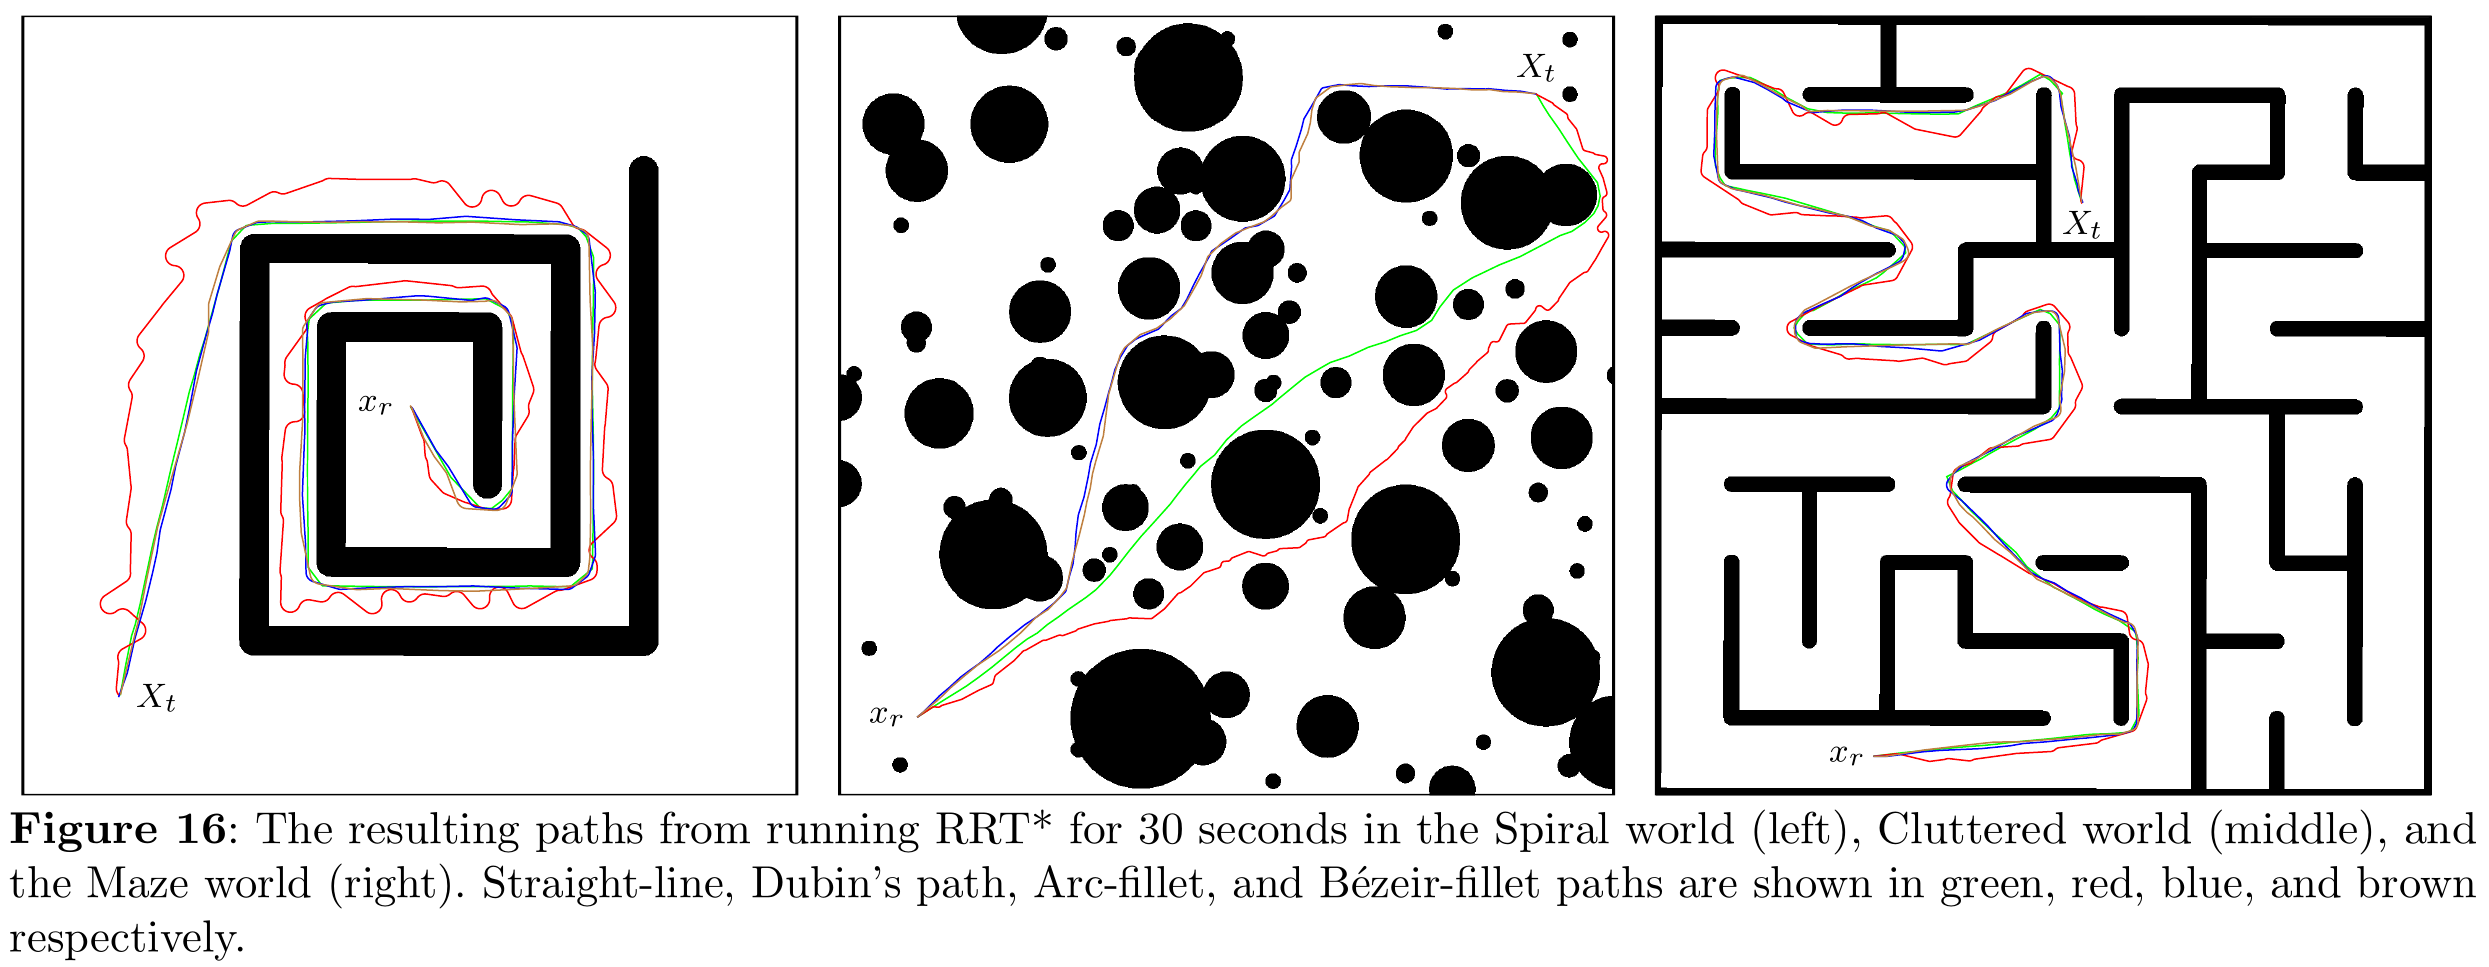 X_t
x_r
X_t
x_r
X_t
x_r
Figure 16: The resulting paths from running RRT* for 30 seconds in the Spiral world (left), Cluttered world (middle), and
the Maze world (right). Straight-line, Dubin's path, Arc-fillet, and Bézeir-fillet paths are shown in green, red, blue, and brown
respectively.